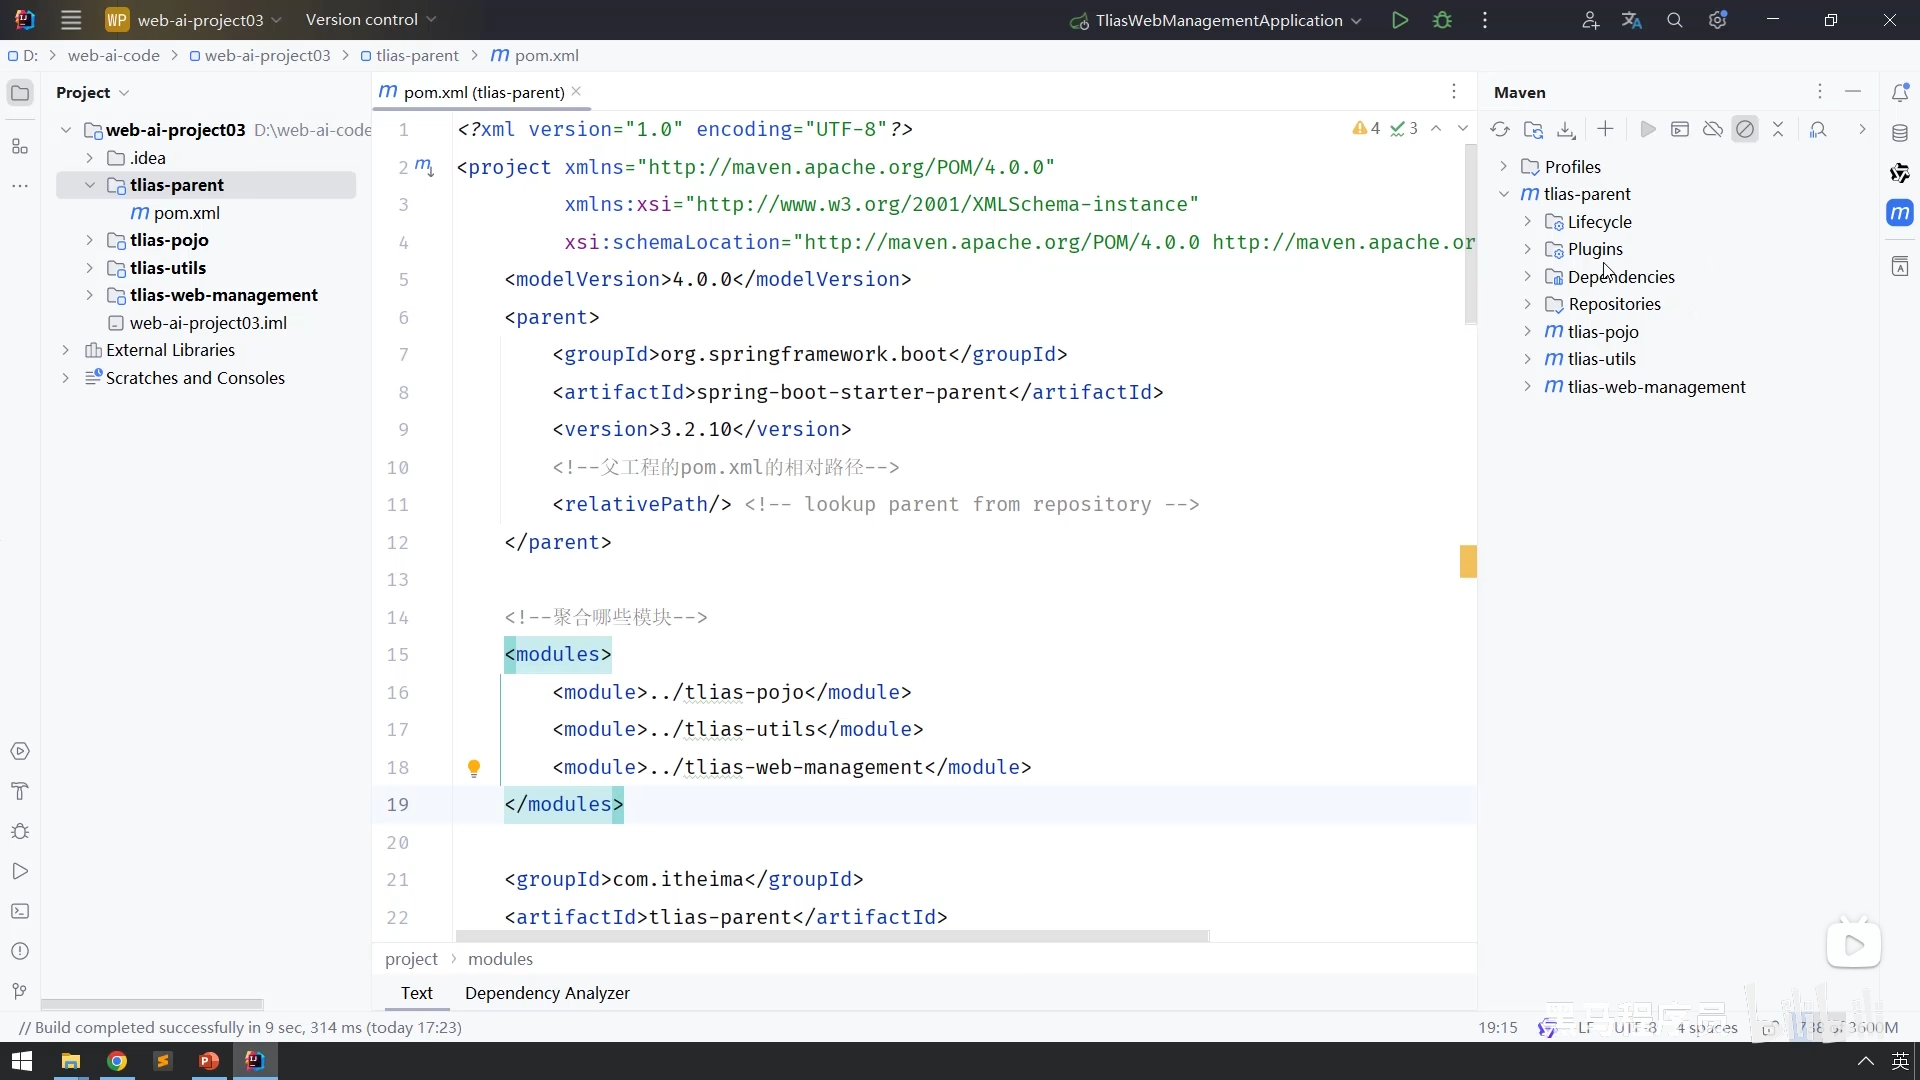 WP web-ai-project03 Version control TliasWebManagementApplication
D: > web-ai-code > web-ai-project03 > tlias-parent > m pom.xml
Project
web-ai-project03 D:\web-ai-code
.idea
tlias-parent
m pom.xml
tlias-pojo
tlias-utils
tlias-web-management
web-ai-project03.iml
External Libraries
Scratches and Consoles
m pom.xml (tlias-parent)
4 3
1 <?xml version="1.0" encoding="UTF-8"?>
2 <project xmlns="http://maven.apache.org/POM/4.0.0"
3 xmlns:xsi="http://www.w3.org/2001/XMLSchema-instance"
4 xsi:schemaLocation="http://maven.apache.org/POM/4.0.0 http://maven.apache.or
5 <modelVersion>4.0.0</modelVersion>
6 <parent>
7 <groupId>org.springframework.boot</groupId>
8 <artifactId>spring-boot-starter-parent</artifactId>
9 <version>3.2.10</version>
10 <!--父工程的pom.xml的相对路径-->
11 <relativePath/> <!-- lookup parent from repository -->
12 </parent>
13
14 <!--聚合哪些模块-->
15 <modules>
16 <module>../tlias-pojo</module>
17 <module>../tlias-utils</module>
18 <module>../tlias-web-management</module>
19 </modules>
20
21 <groupId>com.itheima</groupId>
22 <artifactId>tlias-parent</artifactId>
project > modules
Text Dependency Analyzer
Maven
Profiles
m tlias-parent
Lifecycle
Plugins
Dependencies
Repositories
m tlias-pojo
m tlias-utils
m tlias-web-management
// Build completed successfully in 9 sec, 314 ms (today 17:23)
19:15 LF UTF-8 4 spaces
黑马程序员
bilibili
英